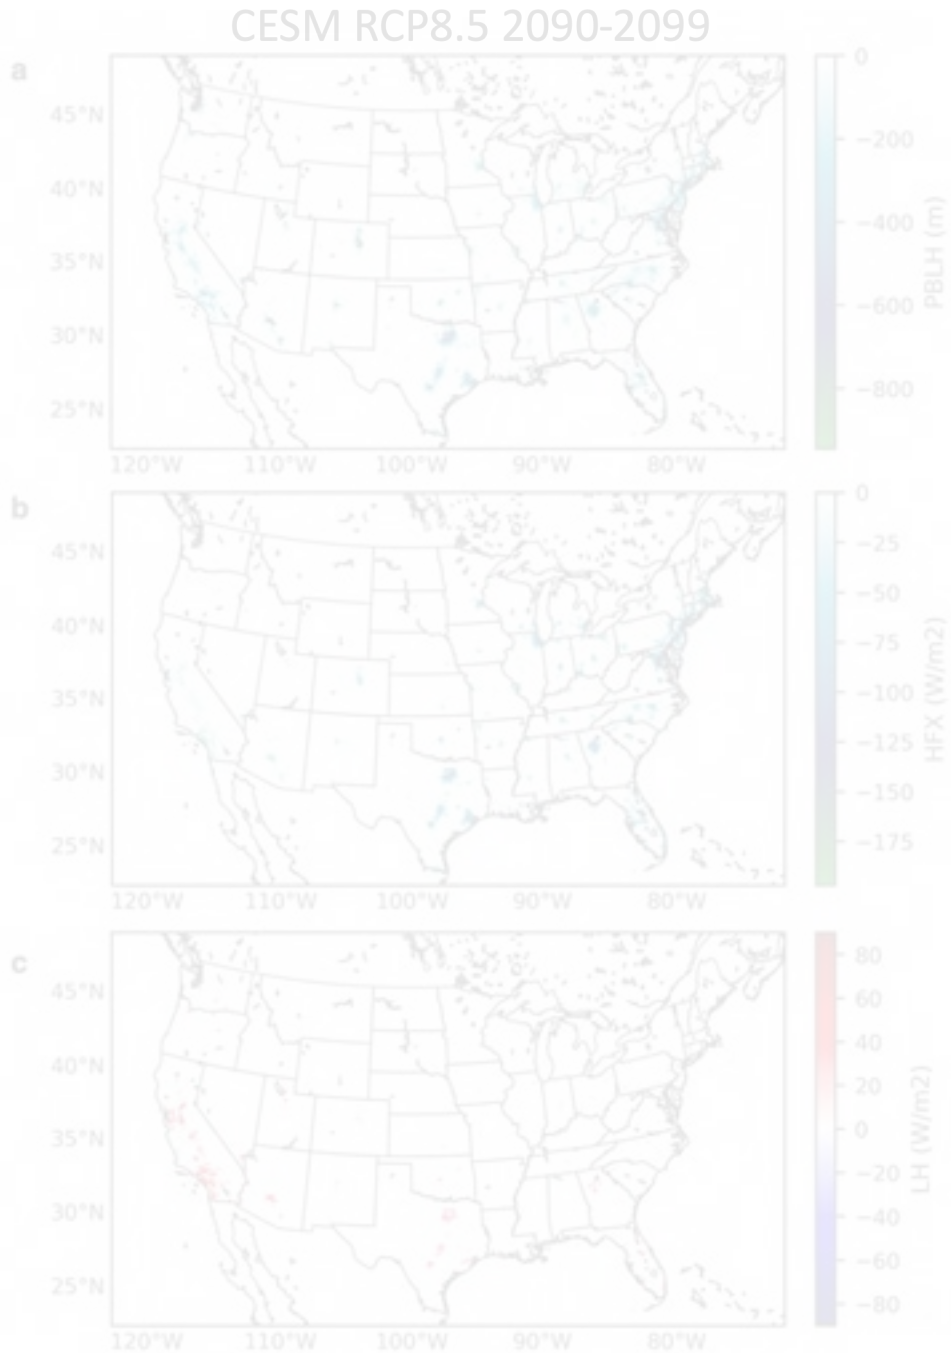 CESM RCP8.5 2090-2099
a
45°N
40°N
35°N
30°N
25°N
120°W 110°W 100°W 90°W 80°W
0
−200
−400
−600
−800
PBLH (m)
b
45°N
40°N
35°N
30°N
25°N
120°W 110°W 100°W 90°W 80°W
0
−25
−50
−75
−100
−125
−150
−175
HFX (W/m2)
c
45°N
40°N
35°N
30°N
25°N
120°W 110°W 100°W 90°W 80°W
80
60
40
20
0
−20
−40
−60
−80
LH (W/m2)